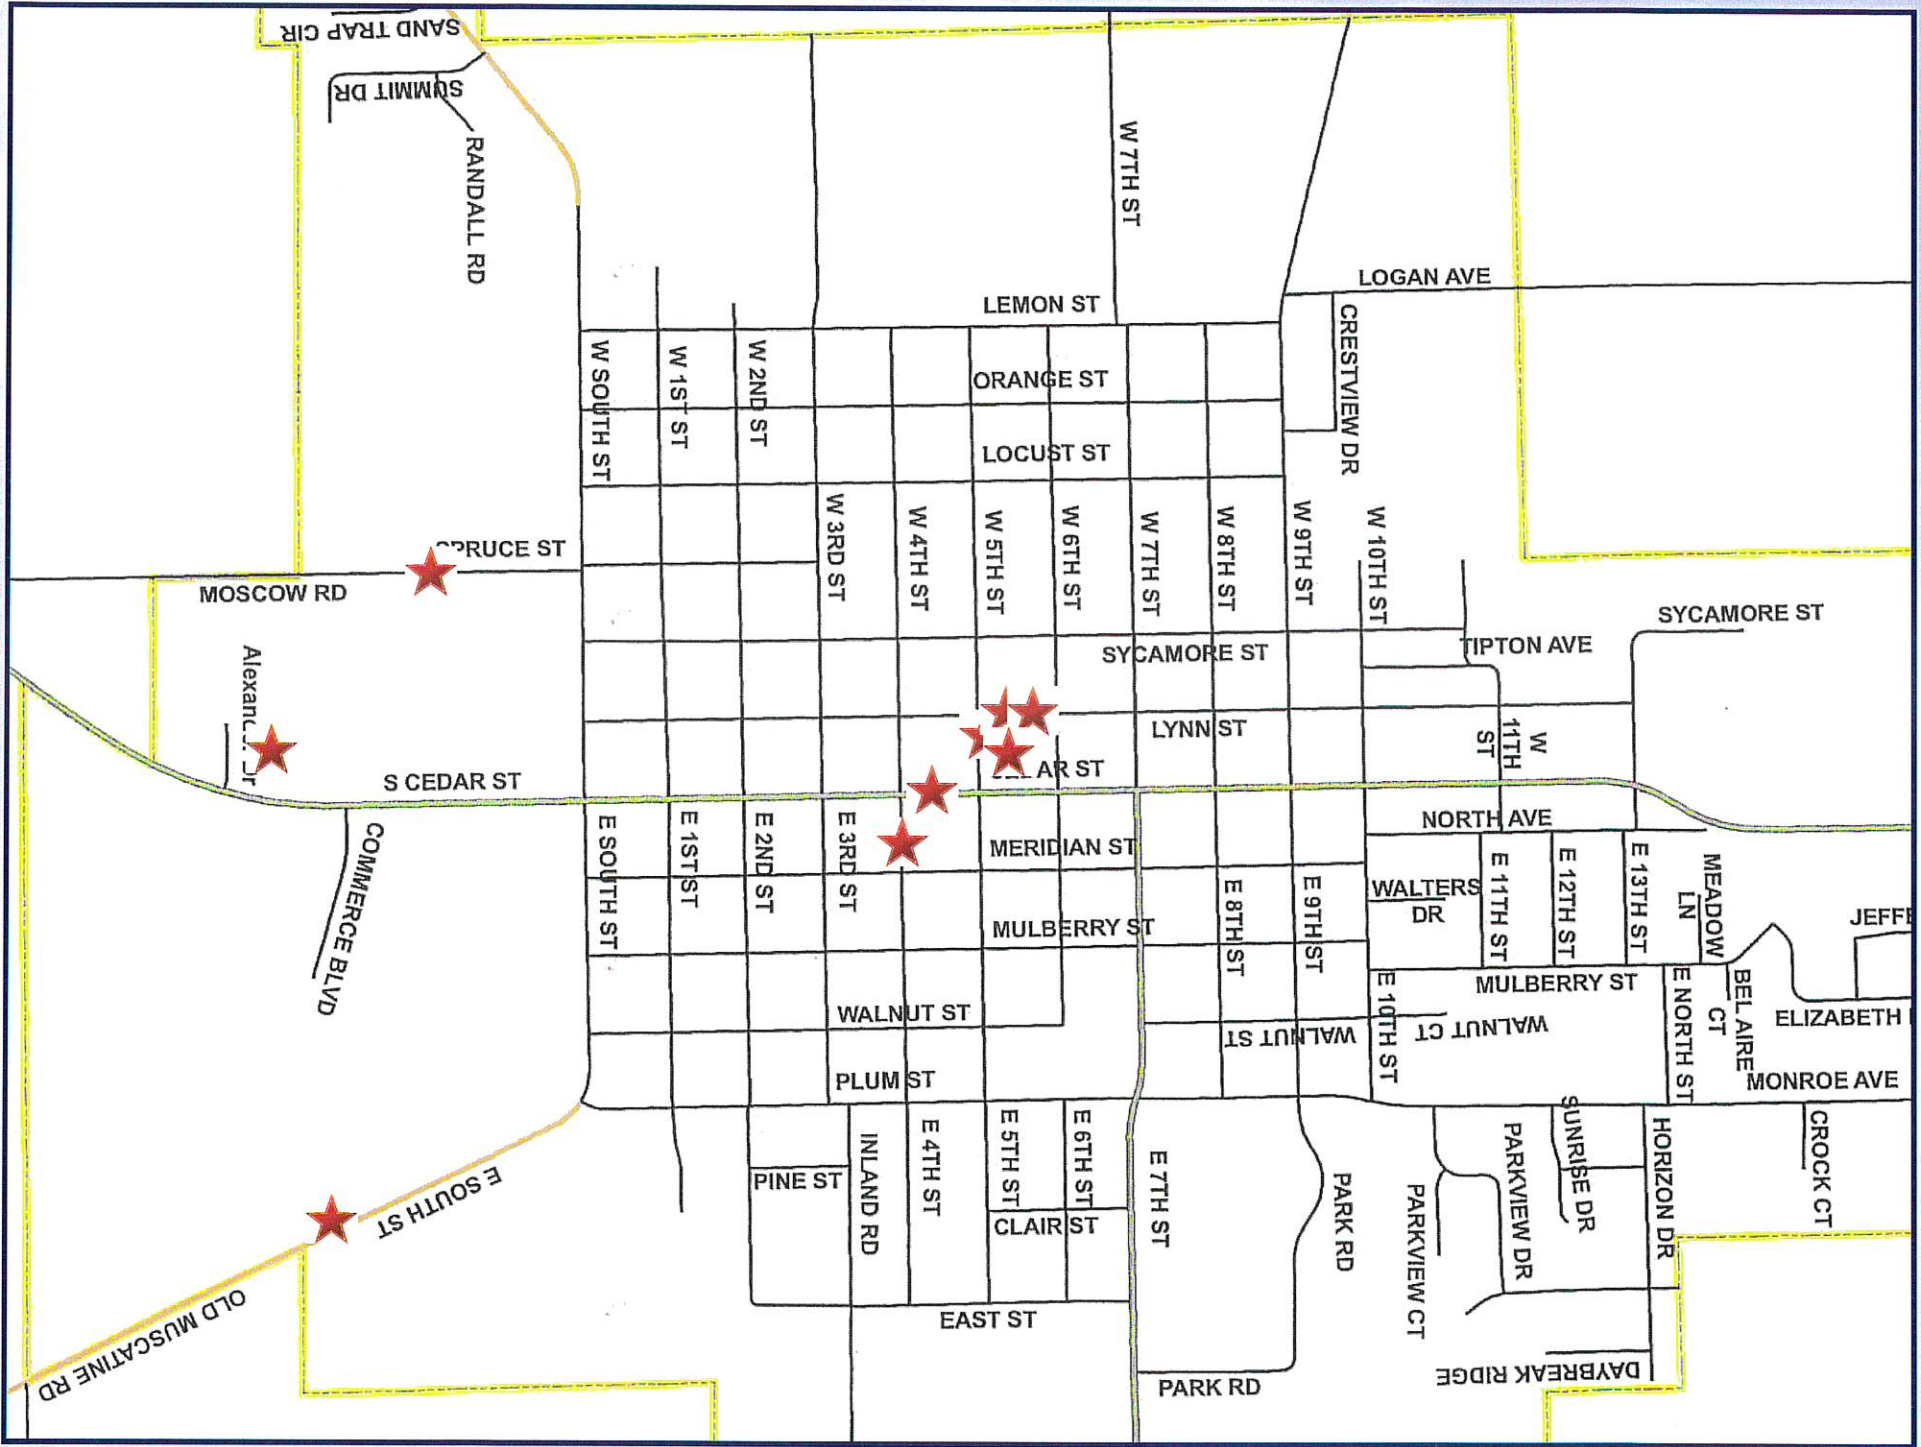 SAND TRAP CIR
SUMMIT DR
RANDALL RD
W 7TH ST
LOGAN AVE
LEMON ST
CRESTVIEW DR
W SOUTH ST
W 1ST ST
W 2ND ST
ORANGE ST
LOCUST ST
W 3RD ST
W 4TH ST
W 5TH ST
W 6TH ST
W 7TH ST
W 8TH ST
W 9TH ST
W 10TH ST
SPRUCE ST
MOSCOW RD
SYCAMORE ST
SYCAMORE ST
TIPTON AVE
LYNN ST
W
11TH
ST
S CEDAR ST
ST
NORTH AVE
COMMERCE BLVD
E SOUTH ST
E 1ST ST
E 2ND ST
E 3RD ST
MERIDIAN ST
WALTERS
DR
E 8TH ST
E 9TH ST
E 11TH ST
E 12TH ST
E 13TH ST
MEADOW
LN
MULBERRY ST
MULBERRY ST
E 10TH ST
E NORTH ST
BEL AIRE
CT
ELIZABETH
WALNUT ST
WALNUT ST
WALNUT CT
PLUM ST
MONROE AVE
INLAND RD
E 4TH ST
E 5TH ST
E 6TH ST
E 7TH ST
PINE ST
CLAIR ST
PARK RD
PARKVIEW CT
PARKVIEW DR
SUNRISE DR
HORIZON DR
CROCK CT
E SOUTH ST
OLD MUSCATINE RD
EAST ST
PARK RD
DAYBREAK RIDGE